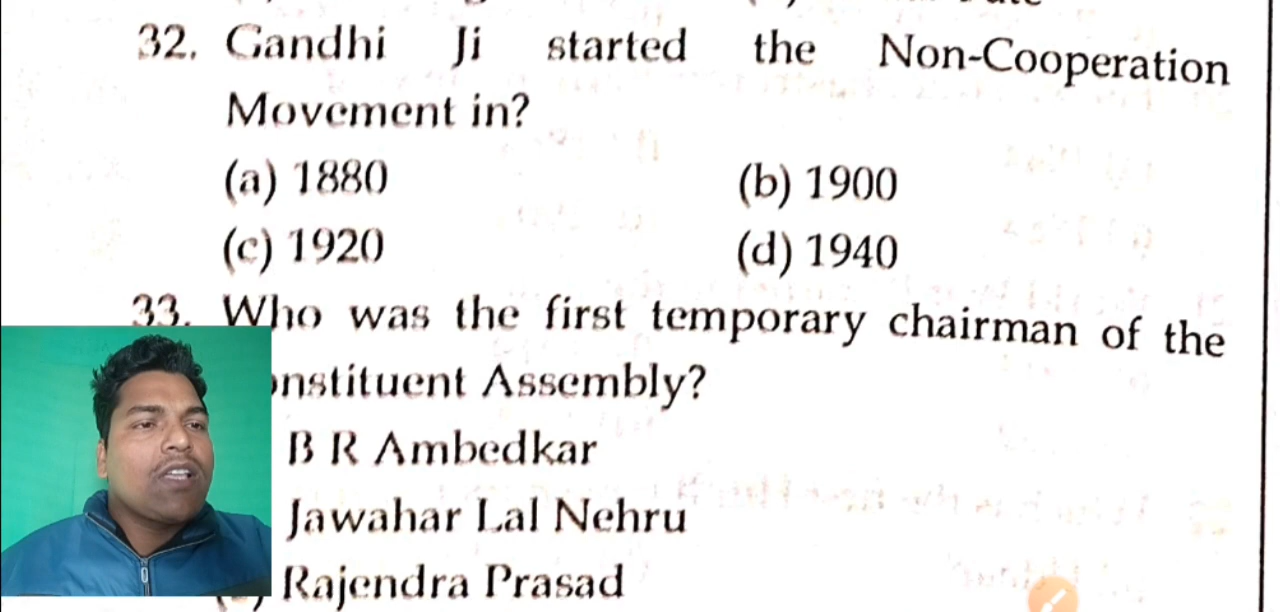 32. Gandhi Ji started the Non-Cooperation
Movement in?
(a) 1880 (b) 1900
(c) 1920 (d) 1940
33. Who was the first temporary chairman of the
onstituent Assembly?
B R Ambedkar
Jawahar Lal Nehru
Rajendra Prasad